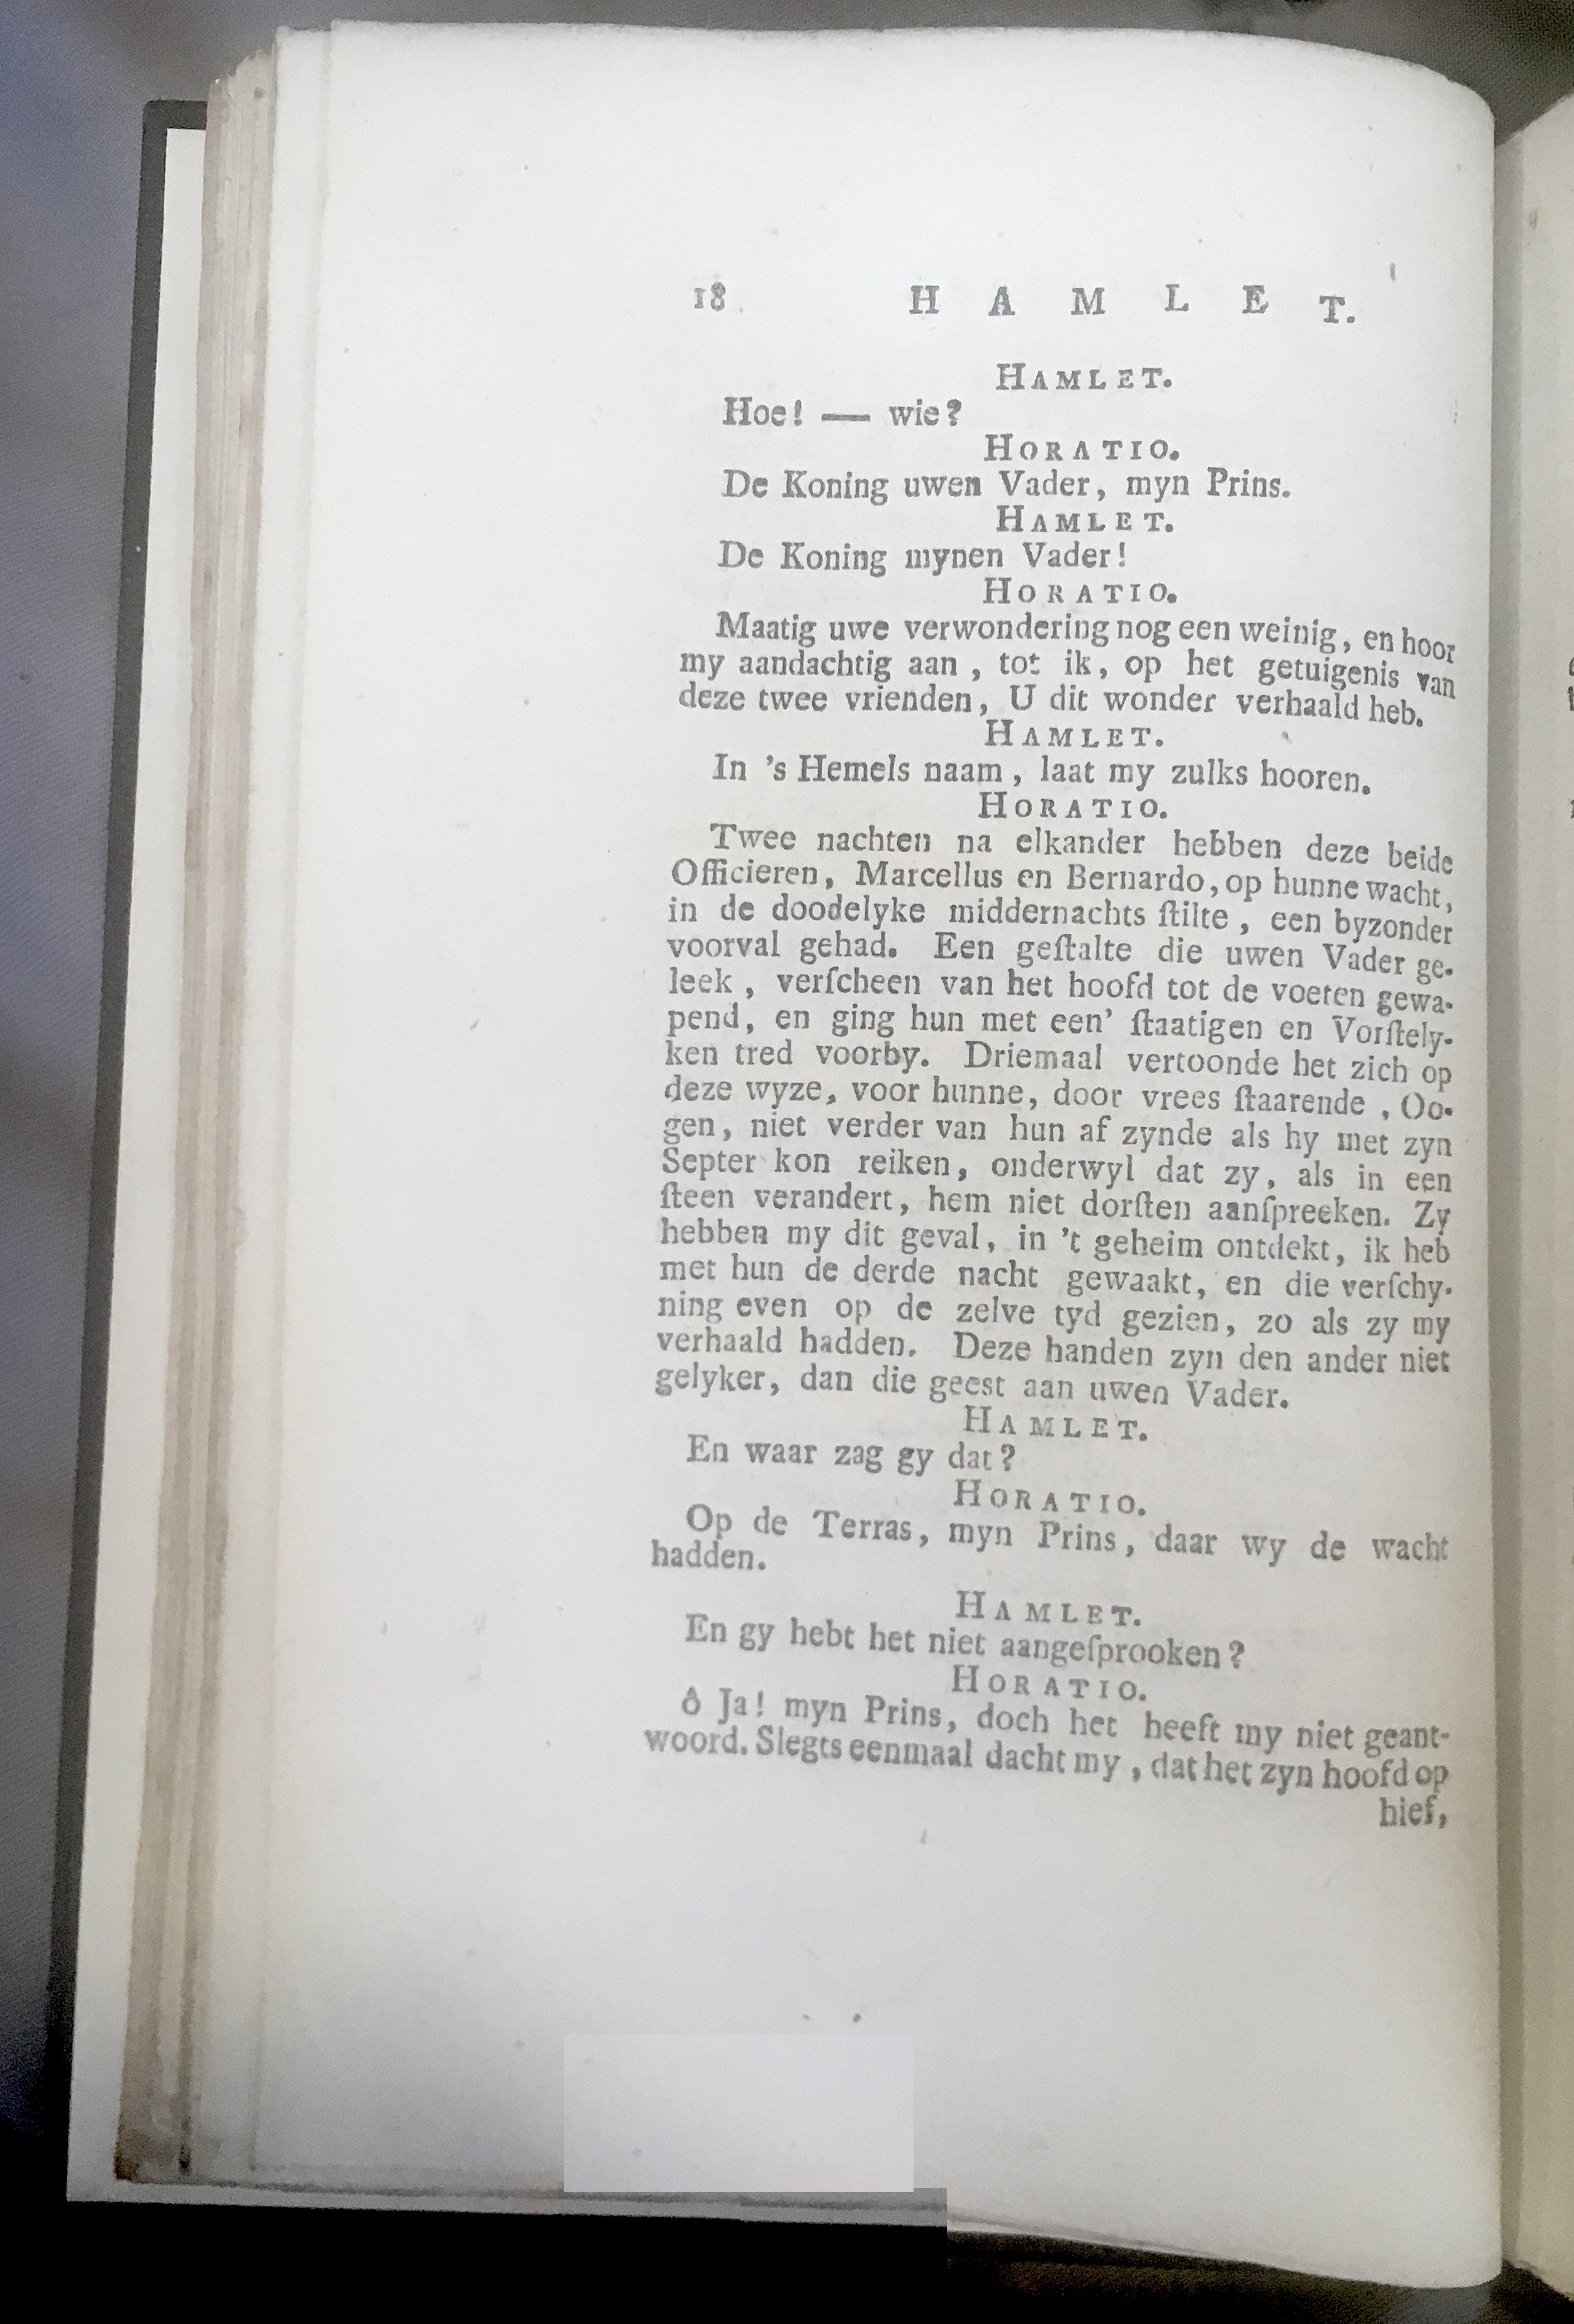 18 H A M L E T.
HAMLET.
Hoe! — wie?
HORATIO.
De Koning uwen Vader, myn Prins.
HAMLET.
De Koning mynen Vader!
HORATIO.
Maatig uwe verwondering nog een weinig, en hoor
my aandachtig aan, tot ik, op het getuigenis van
deze twee vrienden, U dit wonder verhaald heb.
HAMLET.
In 's Hemels naam, laat my zulks hooren.
HORATIO.
Twee nachten na elkander hebben deze beide
Officieren, Marcellus en Bernardo, op hunne wacht,
in de doodelyke middernachts ſtilte, een byzonder
voorval gehad. Een geſtalte die uwen Vader ge-
leek, verſcheen van het hoofd tot de voeten gewa-
pend, en ging hun met een' ſtaatigen en Vorſtely-
ken tred voorby. Driemaal vertoonde het zich op
deze wyze, voor hunne, door vrees ſtaarende, Oo-
gen, niet verder van hun af zynde als hy met zyn
Septer kon reiken, onderwyl dat zy, als in een
ſteen verandert, hem niet dorſten aanſpreeken. Zy
hebben my dit geval, in 't geheim ontdekt, ik heb
met hun de derde nacht gewaakt, en die verſchy-
ning even op de zelve tyd gezien, zo als zy my
verhaald hadden. Deze handen zyn den ander niet
gelyker, dan die geest aan uwen Vader.
HAMLET.
En waar zag gy dat?
HORATIO.
Op de Terras, myn Prins, daar wy de wacht
hadden.
HAMLET.
En gy hebt het niet aangeſprooken?
HORATIO.
ô Ja! myn Prins, doch het heeft my niet geant-
woord. Slegts eenmaal dacht my, dat het zyn hoofd op
hief,